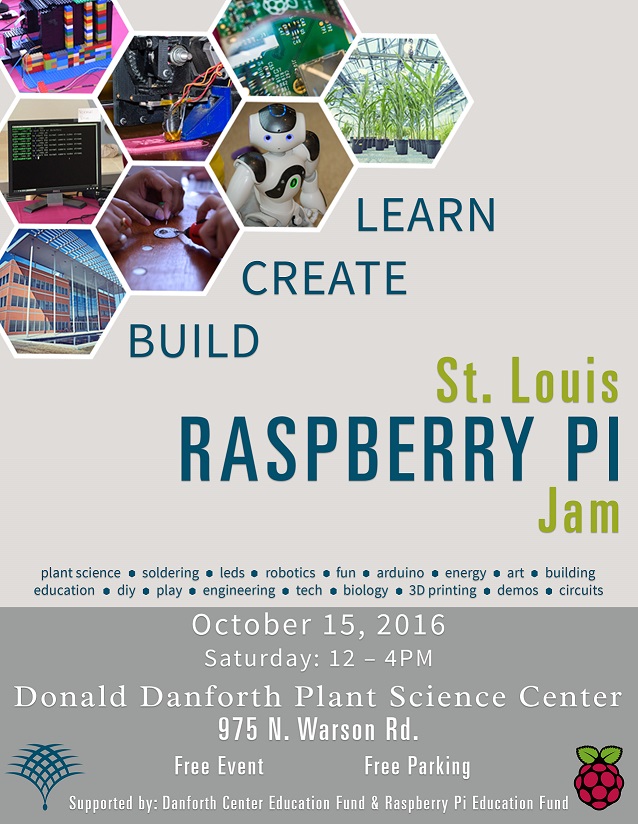 LEARN
CREATE
BUILD
St. Louis
RASPBERRY PI
Jam
plant science • soldering • leds • robotics • fun • arduino • energy • art • building
education • diy • play • engineering • tech • biology • 3D printing • demos • circuits
October 15, 2016
Saturday: 12 – 4PM
Donald Danforth Plant Science Center
975 N. Warson Rd.
Free Event Free Parking
Supported by: Danforth Center Education Fund & Raspberry Pi Education Fund